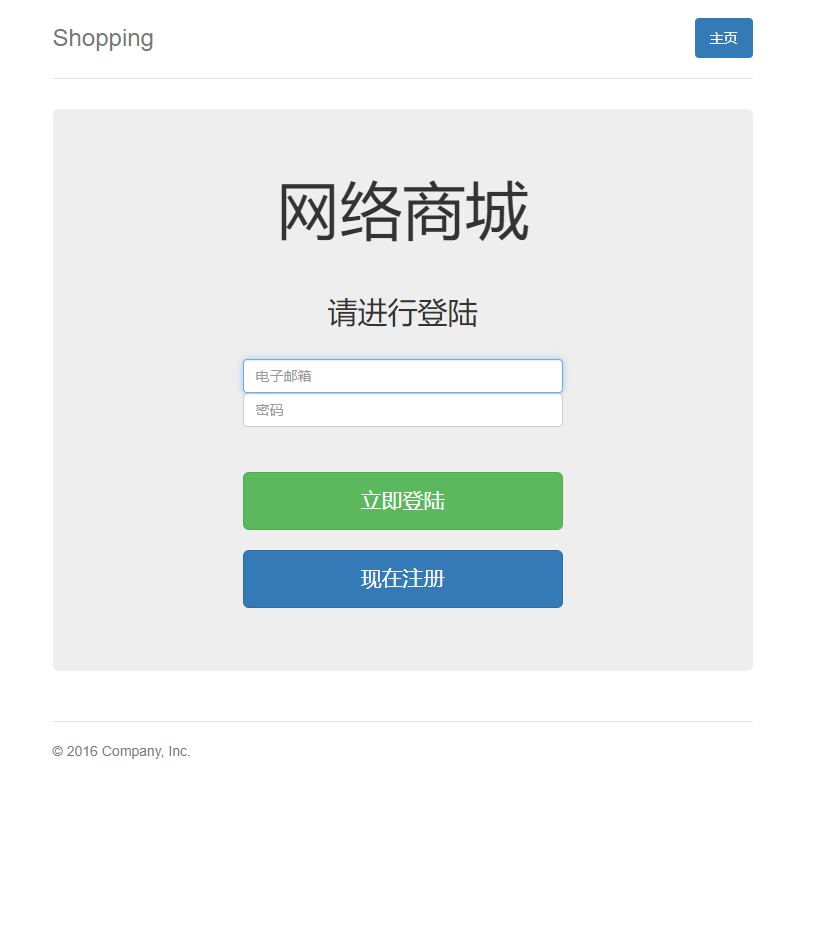 Shopping
主页
网络商城
请进行登陆
电子邮箱
密码
立即登陆
现在注册
© 2016 Company, Inc.